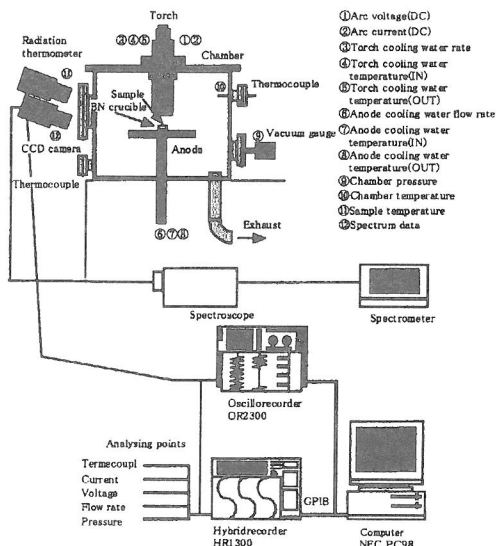 Torch
Radiation
thermometer
③④⑤
①②
Chamber
⑪
Sample
BN crucible
⑩
Thermocouple
⑫
CCD camera
Anode
⑨
Vacuum gauge
Thermocouple
⑥⑦⑧
Exhaust
①Arc voltage(DC)
②Arc current(DC)
③Torch cooling water rate
④Torch cooling water
temperature(IN)
⑤Torch cooling water
temperature(OUT)
⑥Anode cooling water flow rate
⑦Anode cooling water
temperature(IN)
⑧Anode cooling water
temperature(OUT)
⑨Chamber pressure
⑩Chamber temperature
⑪Sample temperature
⑫Spectrum data
Spectroscope
Spectrometer
Oscillorecorder
OR2300
Analysing points
Termecoupl
Current
Voltage
Flow rate
Pressure
GPIB
Hybridrecorder
HR1300
Computer
NEC PC98